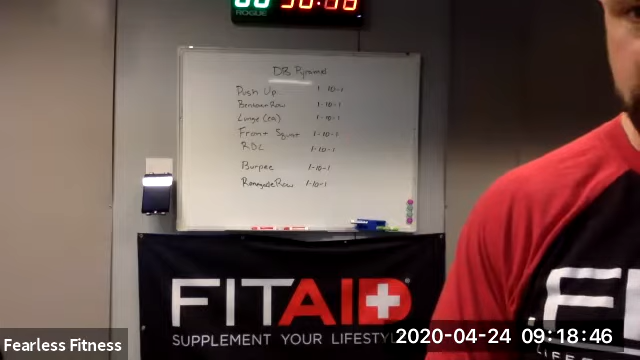 ROGUE
DB Pyramid
Push Up 1-10-1
Bentover Row 1-10-1
Lunge (ea) 1-10-1
Front Squat 1-10-1
RDL 1-10-1
Burpee 1-10-1
Renegade Row 1-10-1
FITAID
SUPPLEMENT YOUR LIFESTY
2020-04-24 09:18:46
Fearless Fitness